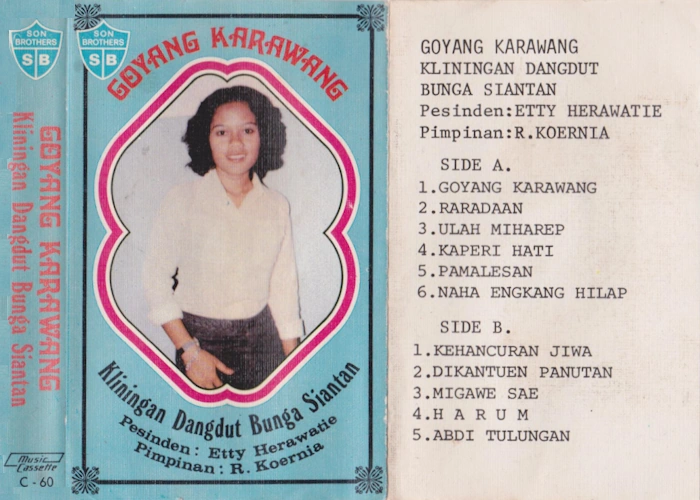 SON
BROTHERS
S B
GOYANG KARAWANG
Kliningan Dangdut Bunga Siantan
Music
Cassette
C - 60
SON
BROTHERS
S B
GOYANG KARAWANG
Kliningan Dangdut Bunga Siantan
Pesinden : Etty Herawatie
Pimpinan : R. Koernia
GOYANG KARAWANG
KLININGAN DANGDUT
BUNGA SIANTAN
Pesinden:ETTY HERAWATIE
Pimpinan:R.KOERNIA
SIDE A.
1.GOYANG KARAWANG
2.RARADAAN
3.ULAH MIHAREP
4.KAPERI HATI
5.PAMALESAN
6.NAHA ENGKANG HILAP
SIDE B.
1.KEHANCURAN JIWA
2.DIKANTUEN PANUTAN
3.MIGAWE SAE
4.H A R U M
5.ABDI TULUNGAN